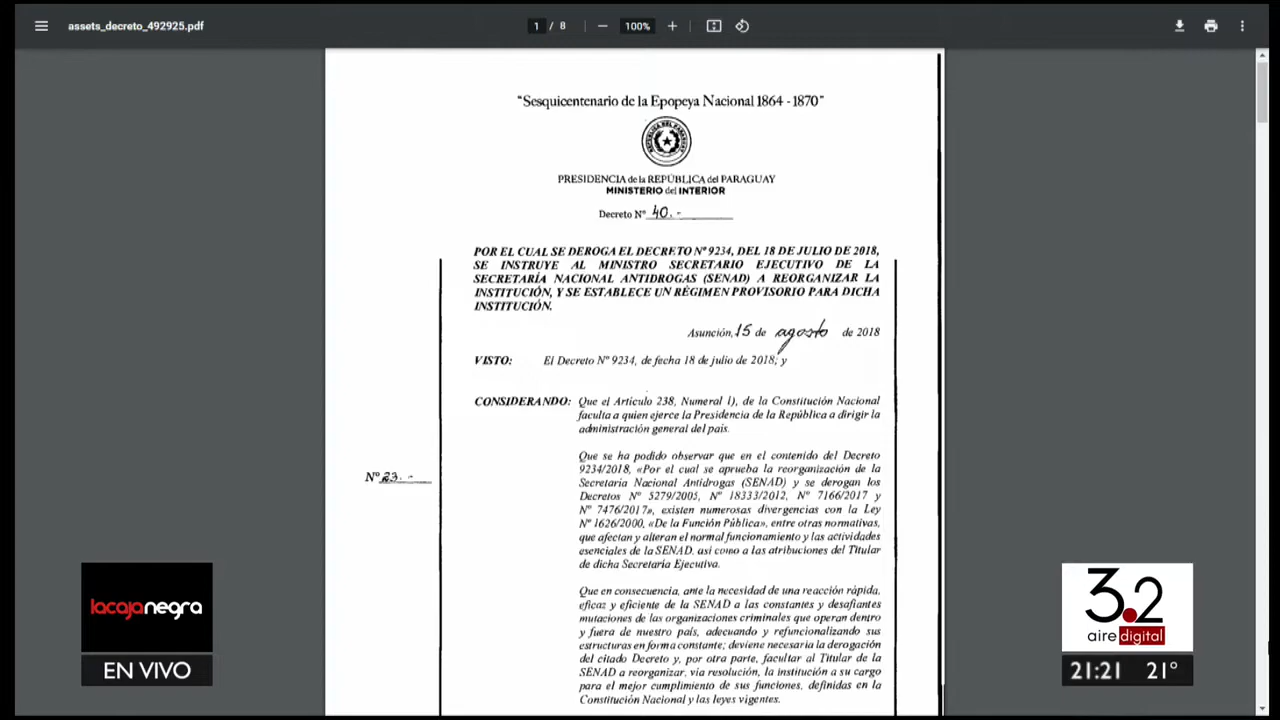 assets_decreto_492925.pdf
1 / 8
100%
"Sesquicentenario de la Epopeya Nacional 1864 - 1870"
REPÚBLICA DEL PARAGUAY
PRESIDENCIA de la REPÚBLICA del PARAGUAY
MINISTERIO del INTERIOR
Decreto Nº 40.-
POR EL CUAL SE DEROGA EL DECRETO Nº 9234, DEL 18 DE JULIO DE 2018,
SE INSTRUYE AL MINISTRO SECRETARIO EJECUTIVO DE LA
SECRETARÍA NACIONAL ANTIDROGAS (SENAD) A REORGANIZAR LA
INSTITUCIÓN, Y SE ESTABLECE UN RÉGIMEN PROVISORIO PARA DICHA
INSTITUCIÓN.
Asunción, 15 de agosto de 2018
VISTO: El Decreto Nº 9234, de fecha 18 de julio de 2018; y
CONSIDERANDO: Que el Artículo 238, Numeral 1), de la Constitución Nacional
faculta a quien ejerce la Presidencia de la República a dirigir la
administración general del país.
Que se ha podido observar que en el contenido del Decreto
9234/2018, «Por el cual se aprueba la reorganización de la
Secretaría Nacional Antidrogas (SENAD) y se derogan los
Decretos Nº 5279/2005, Nº 18333/2012, Nº 7166/2017 y
Nº 7476/2017», existen numerosas divergencias con la Ley
Nº 1626/2000, «De la Función Pública», entre otras normativas,
que afectan y alteran el normal funcionamiento y las actividades
esenciales de la SENAD, así como a las atribuciones del Titular
de dicha Secretaría Ejecutiva.
Nº 23.-
Que en consecuencia, ante la necesidad de una reacción rápida,
eficaz y eficiente de la SENAD a las constantes y desafiantes
mutaciones de las organizaciones criminales que operan dentro
y fuera de nuestro país, adecuando y refuncionalizando sus
estructuras en forma constante; deviene necesaria la derogación
del citado Decreto y, por otra parte, facultar al Titular de la
SENAD a reorganizar, vía resolución, la institución a su cargo
para el mejor cumplimiento de sus funciones, definidas en la
Constitución Nacional y las leyes vigentes.
lacajanegra
EN VIVO
3.2
aire digital
21:21 21°